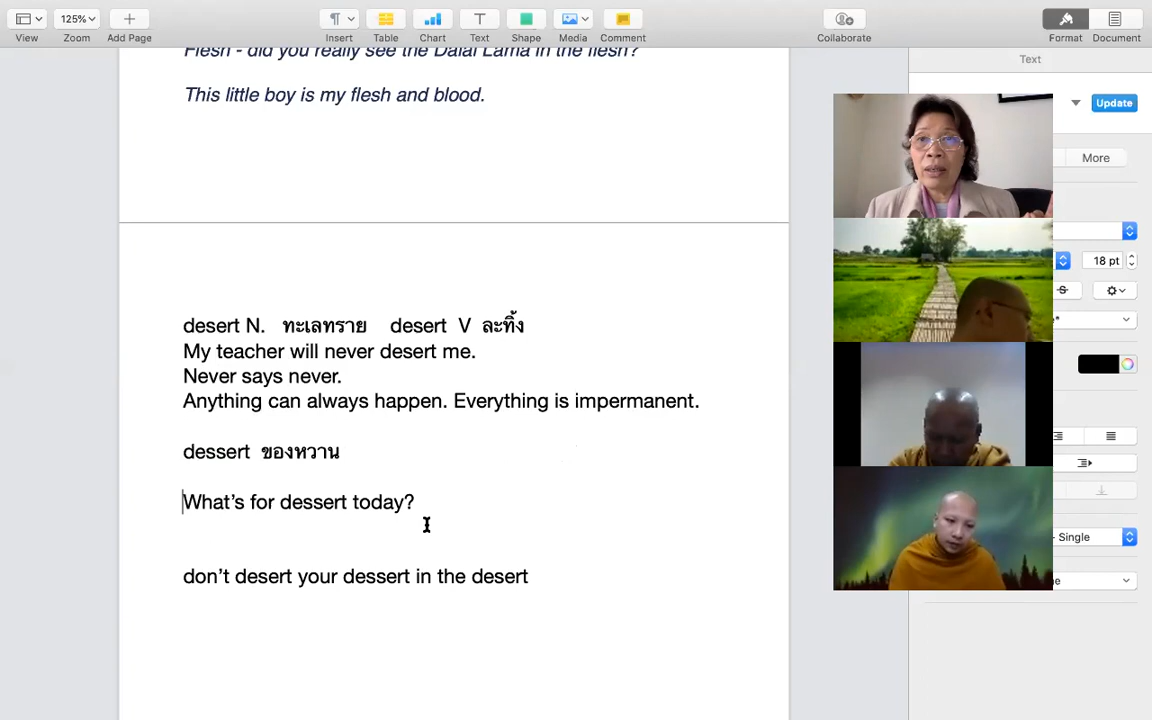 125%
View
Zoom
Add Page
Insert
Table
Chart
Text
Shape
Media
Comment
Collaborate
Format
Document
Text
Update
More
18 pt
Single
Flesh - did you really see the Dalai Lama in the flesh?
This little boy is my flesh and blood.
desert N. ทะเลทราย desert V ละทิ้ง
My teacher will never desert me.
Never says never.
Anything can always happen. Everything is impermanent.
dessert ของหวาน
What's for dessert today?
don't desert your dessert in the desert